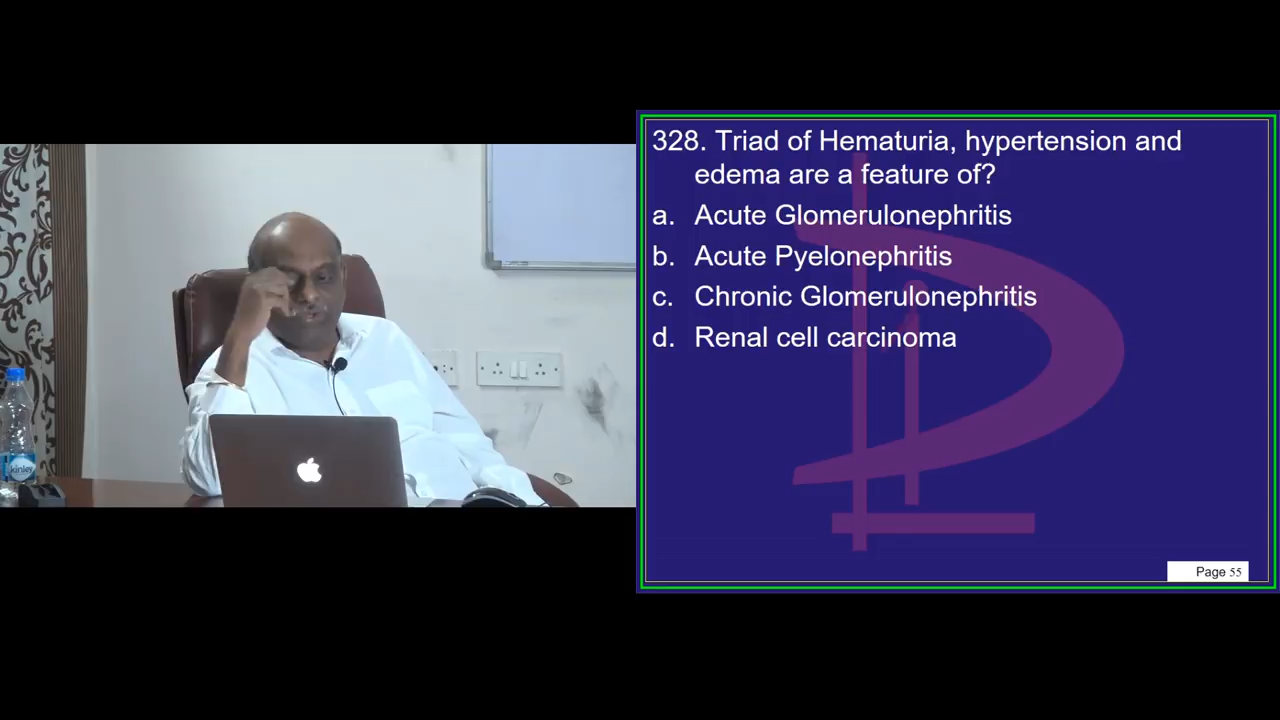 328. Triad of Hematuria, hypertension and
edema are a feature of?
a. Acute Glomerulonephritis
b. Acute Pyelonephritis
c. Chronic Glomerulonephritis
d. Renal cell carcinoma
kinley
Page 55